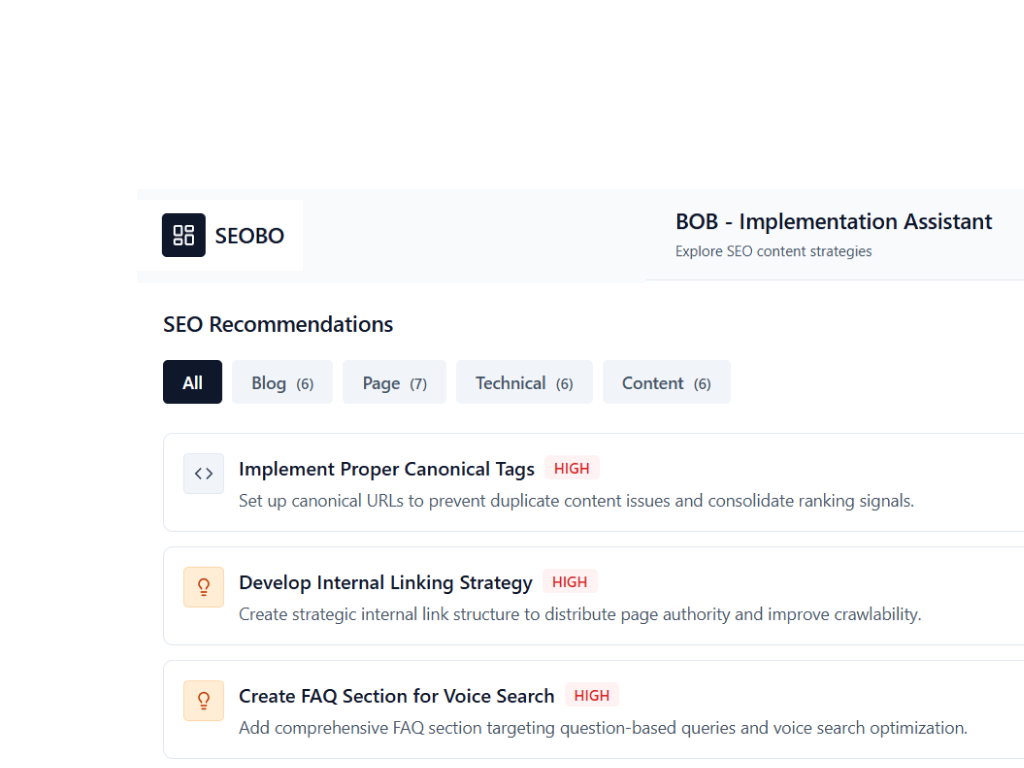 SEOBO
BOB - Implementation Assistant
Explore SEO content strategies
SEO Recommendations
All
Blog (6)
Page (7)
Technical (6)
Content (6)
Implement Proper Canonical Tags HIGH
Set up canonical URLs to prevent duplicate content issues and consolidate ranking signals.
Develop Internal Linking Strategy HIGH
Create strategic internal link structure to distribute page authority and improve crawlability.
Create FAQ Section for Voice Search HIGH
Add comprehensive FAQ section targeting question-based queries and voice search optimization.